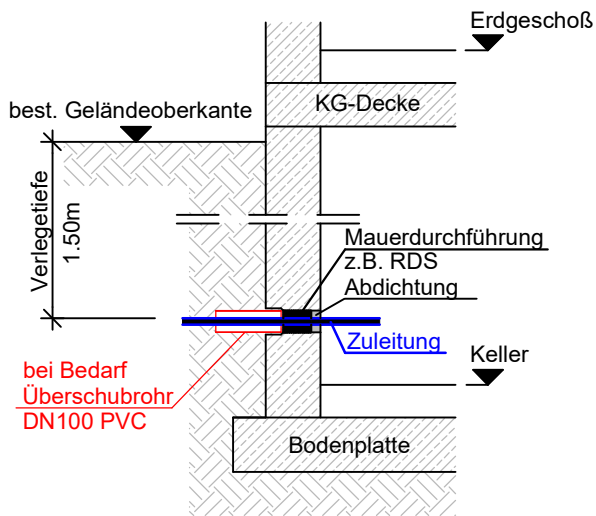 Erdgeschoß
KG-Decke
best. Geländeoberkante
Verlegetiefe
1.50m
Mauerdurchführung
z.B. RDS
Abdichtung
Zuleitung
Keller
bei Bedarf
Überschubrohr
DN100 PVC
Bodenplatte